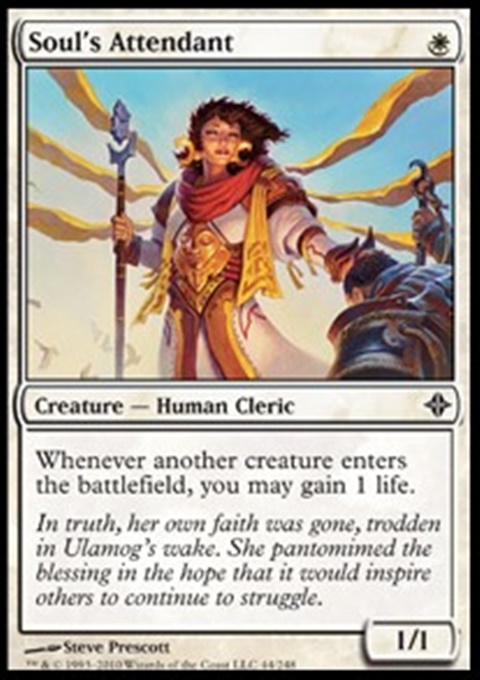 Soul's Attendant
Creature — Human Cleric
Whenever another creature enters
the battlefield, you may gain 1 life.
In truth, her own faith was gone, trodden
in Ulamog's wake. She pantomimed the
blessing in the hope that it would inspire
others to continue to struggle.
Steve Prescott
1/1
™ & © 1993–2010 Wizards of the Coast LLC 44/248